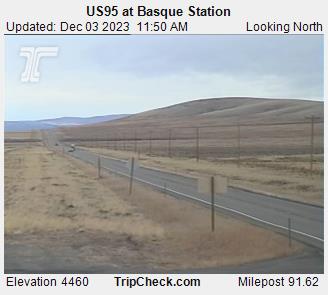 US95 at Basque Station
Updated: Dec 03 2023 11:50 AM Looking North
Elevation 4460 TripCheck.com Milepost 91.62